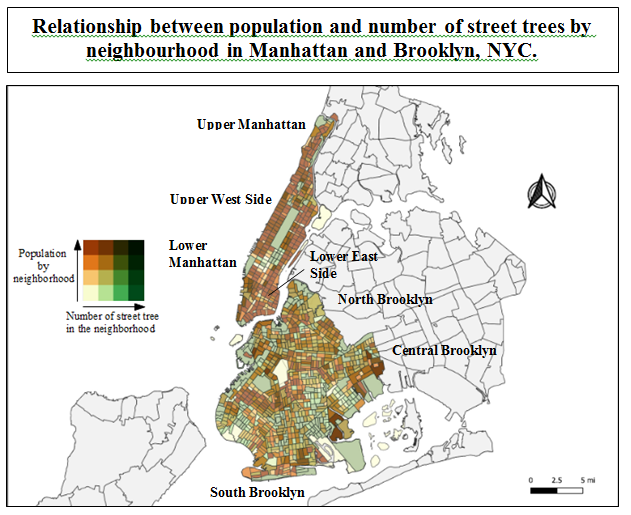 Relationship between population and number of street trees by
neighbourhood in Manhattan and Brooklyn, NYC.
Upper Manhattan
Upper West Side
Lower
Manhattan
Lower East
Side
North Brooklyn
Central Brooklyn
South Brooklyn
Population
by
neighborhood
Number of street tree
in the neighborhood
0 2.5 5 mi